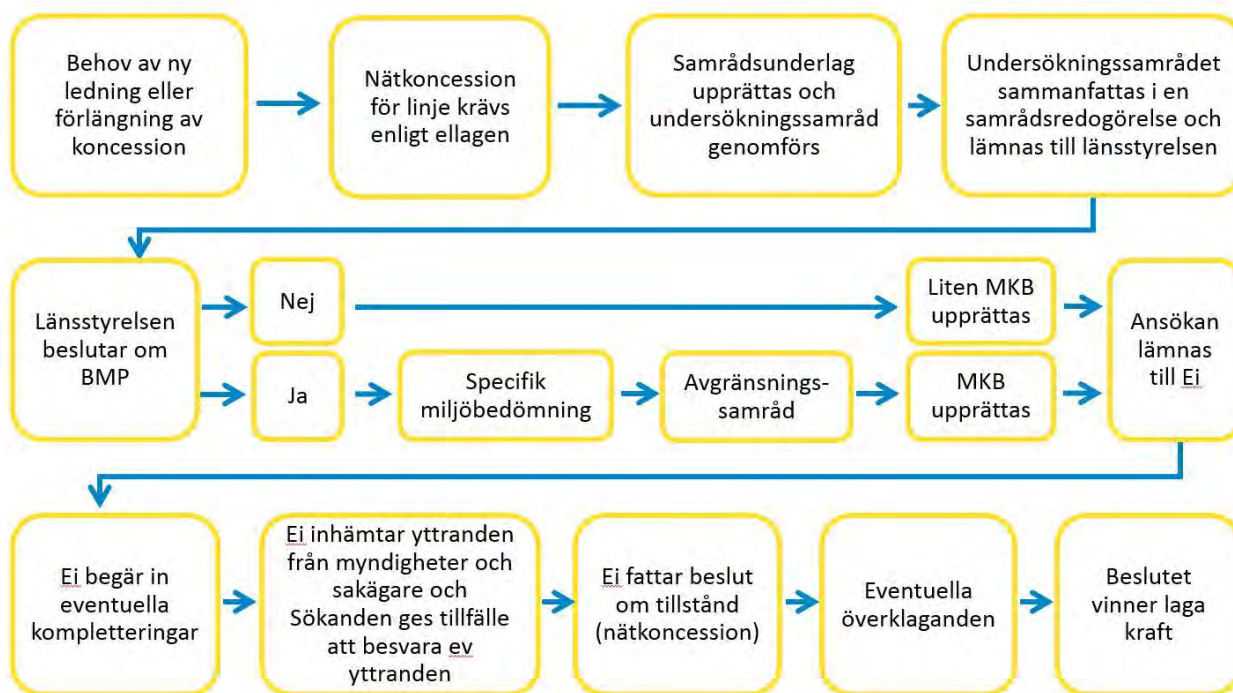 Behov av ny
ledning eller
förlängning av
koncession
Nätkoncession
för linje krävs
enligt ellagen
Samrådsunderlag
upprättas och
undersökningssamråd
genomförs
Undersökningssamrådet
sammanfattas i en
samrådsredogörelse och
lämnas till länsstyrelsen
Länsstyrelsen
beslutar om
BMP
Nej
Liten MKB
upprättas
Ja
Specifik
miljöbedömning
Avgränsnings-
samråd
MKB
upprättas
Ansökan
lämnas
till Ei
Ei begär in
eventuella
kompletteringar
Ei inhämtar yttranden
från myndigheter och
sakägare och
Sökanden ges tillfälle
att besvara ev
yttranden
Ei fattar beslut
om tillstånd
(nätkoncession)
Eventuella
överklaganden
Beslutet
vinner laga
kraft